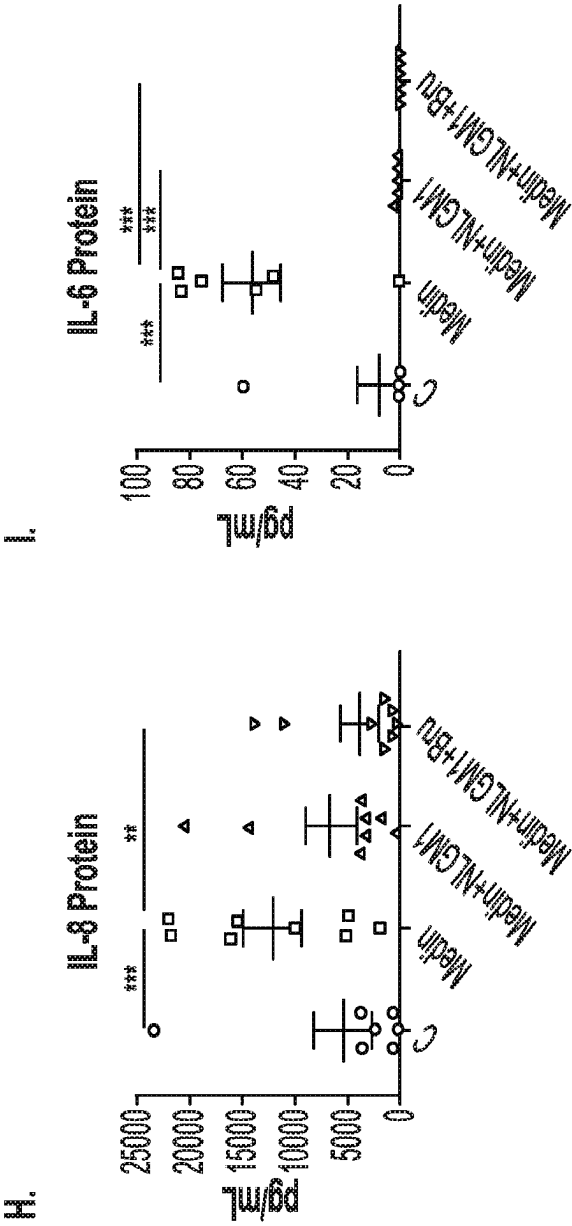 H.
IL-8 Protein
***
**
25000
20000
15000
10000
5000
0
pg/mL
C
Medin
Medin+NLGM1
Medin+NLGM1+Bru
I.
IL-6 Protein
***
***
***
100
80
60
40
20
0
pg/mL
C
Medin
Medin+NLGM1
Medin+NLGM1+Bru